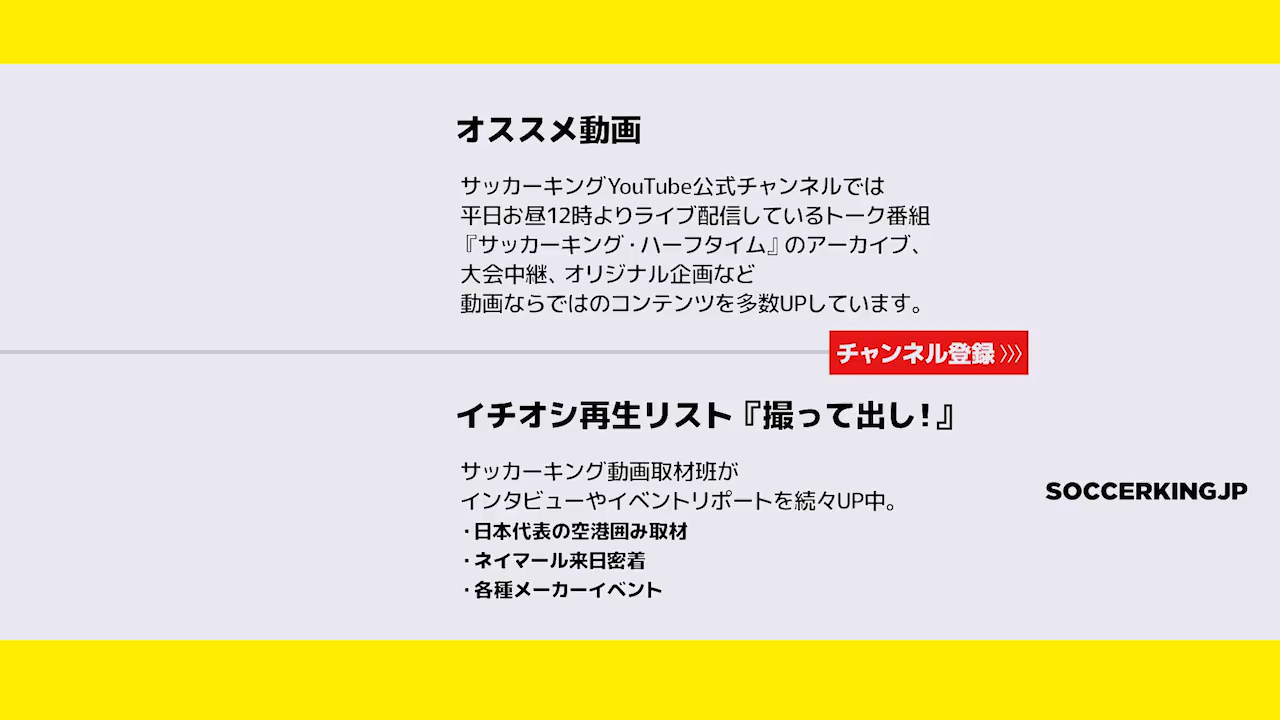 オススメ動画
サッカーキングYouTube公式チャンネルでは
平日お昼12時よりライブ配信しているトーク番組
『サッカーキング・ハーフタイム』のアーカイブ、
大会中継、オリジナル企画など
動画ならではのコンテンツを多数UPしています。
チャンネル登録 》〉
イチオシ再生リスト『撮って出し!』
サッカーキング動画取材班が
インタビューやイベントリポートを続々UP中。
・日本代表の空港囲み取材
・ネイマール来日密着
・各種メーカーイベント
SOCCERKINGJP